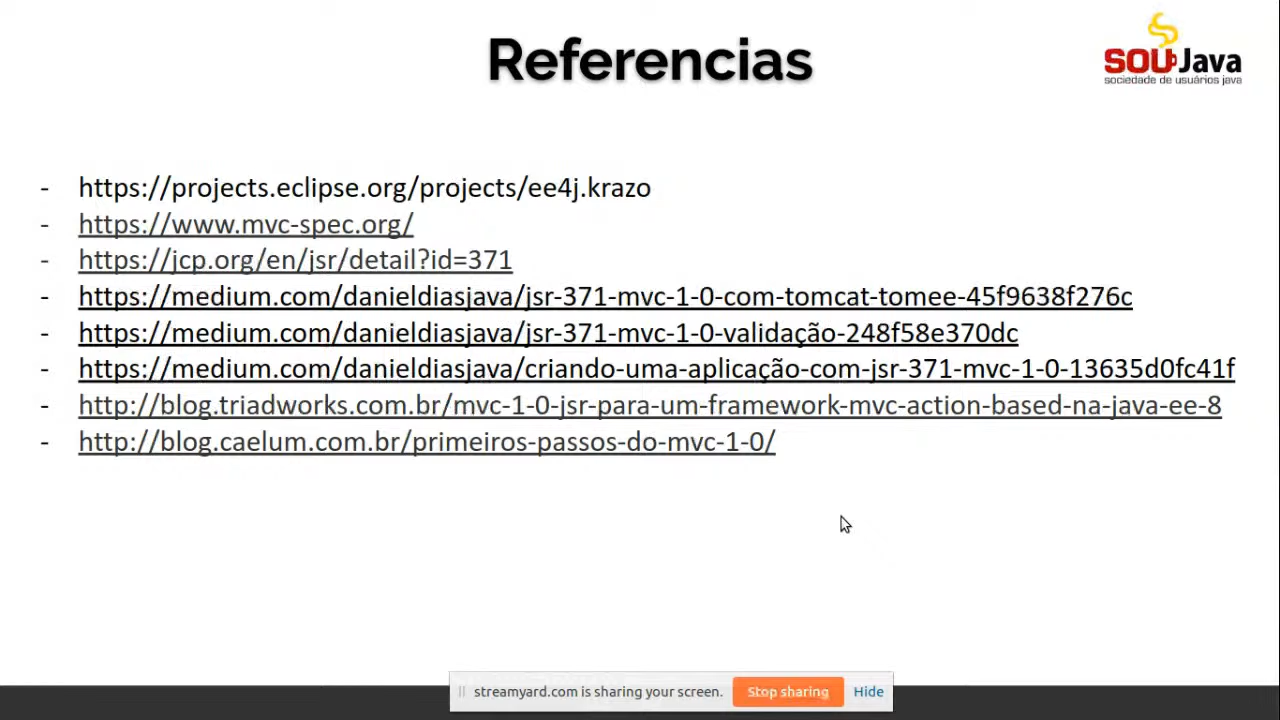 Referencias
SOUJava
sociedade de usuários java
- https://projects.eclipse.org/projects/ee4j.krazo
- https://www.mvc-spec.org/
- https://jcp.org/en/jsr/detail?id=371
- https://medium.com/danieldiasjava/jsr-371-mvc-1-0-com-tomcat-tomee-45f9638f276c
- https://medium.com/danieldiasjava/jsr-371-mvc-1-0-validação-248f58e370dc
- https://medium.com/danieldiasjava/criando-uma-aplicação-com-jsr-371-mvc-1-0-13635d0fc41f
- http://blog.triadworks.com.br/mvc-1-0-jsr-para-um-framework-mvc-action-based-na-java-ee-8
- http://blog.caelum.com.br/primeiros-passos-do-mvc-1-0/
streamyard.com is sharing your screen. Stop sharing Hide